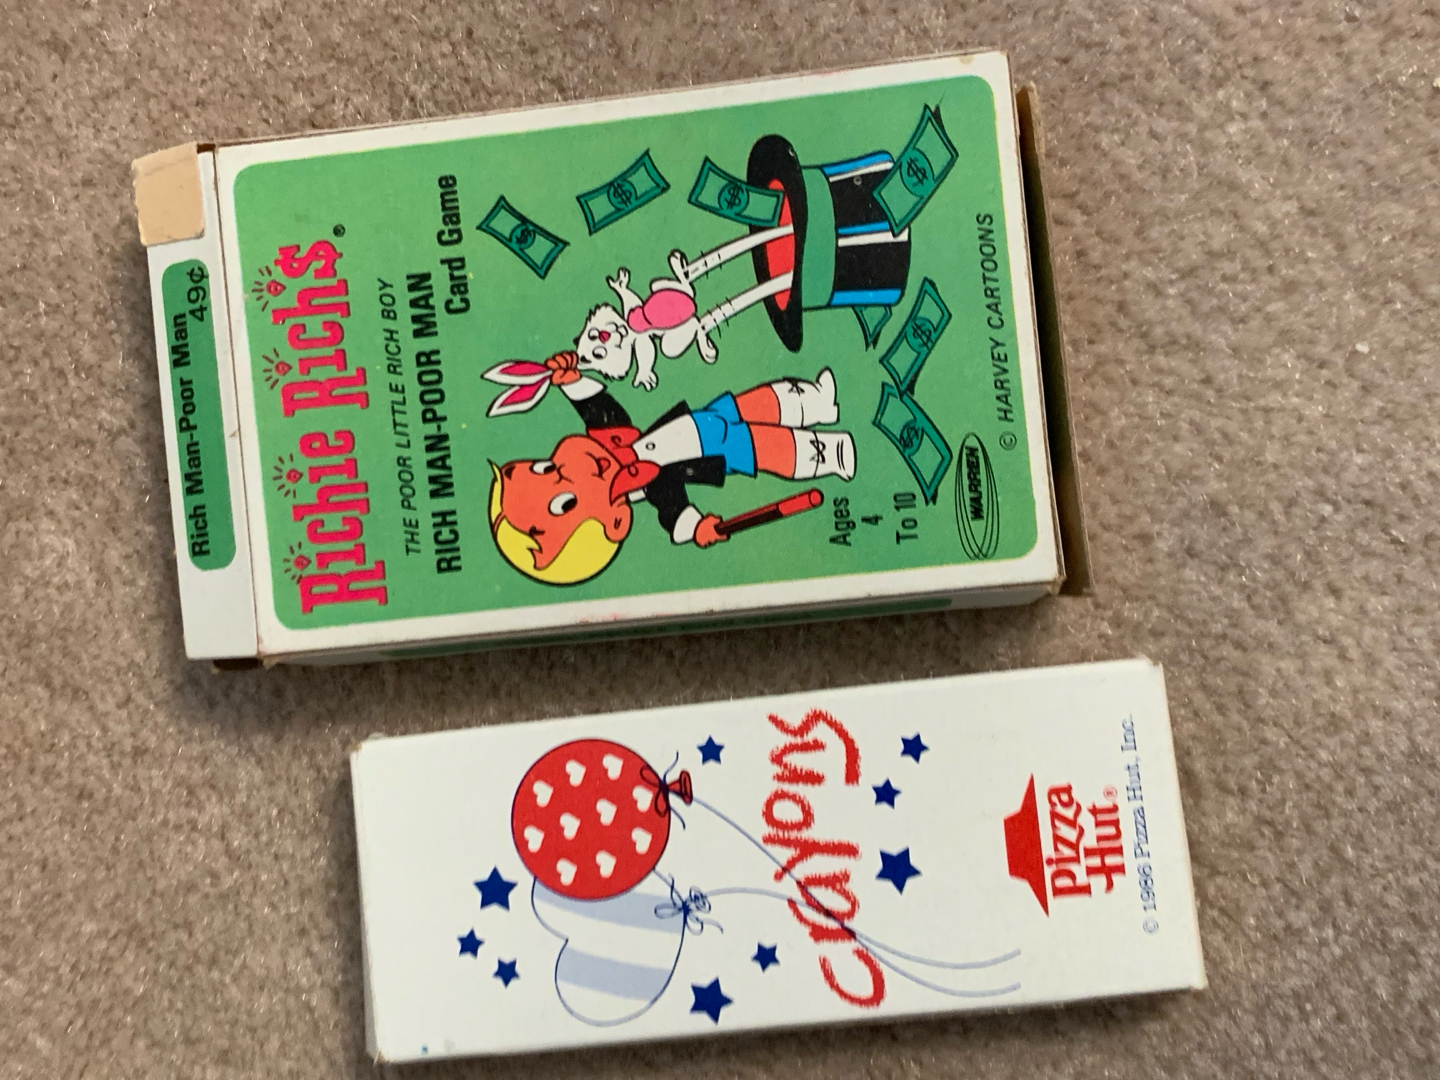 Rich Man-Poor Man
49¢
Richie Rich's®
THE POOR LITTLE RICH BOY
RICH MAN-POOR MAN
Card Game
Ages
4
To 10
WARREN
© HARVEY CARTOONS
Crayons
Pizza
Hut®
© 1986 Pizza Hut, Inc.